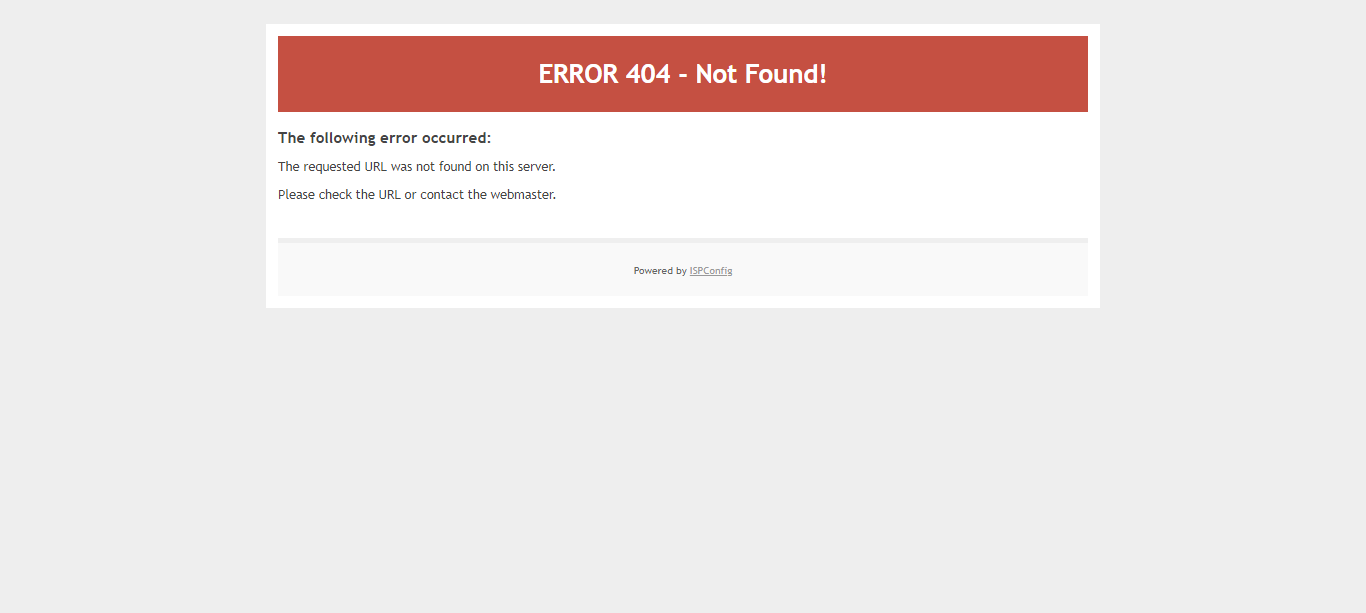 ERROR 404 - Not Found!
The following error occurred:
The requested URL was not found on this server.
Please check the URL or contact the webmaster.
Powered by ISPConfig